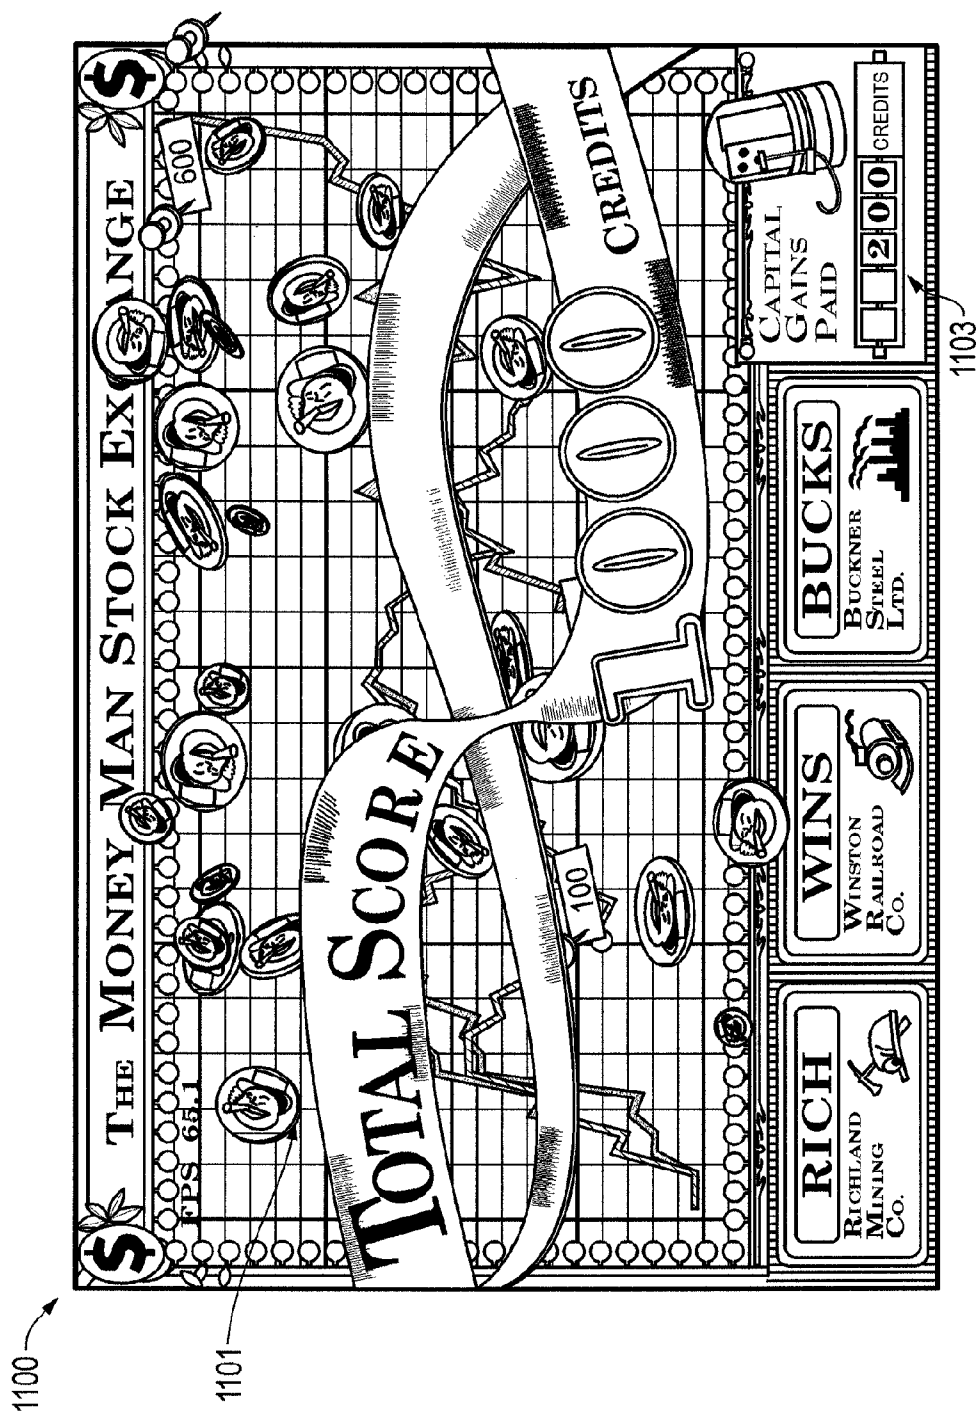 1100
1101
$
THE MONEY MAN STOCK EXCHANGE
$
FPS 65.1
600
100
TOTAL SCORE
1000
CREDITS
RICH
RICHLAND
MINING
CO.
WINS
WINSTON
RAILROAD
CO.
BUCKS
BUCKNER
STEEL
LTD.
CAPITAL
GAINS
PAID
200 CREDITS
1103